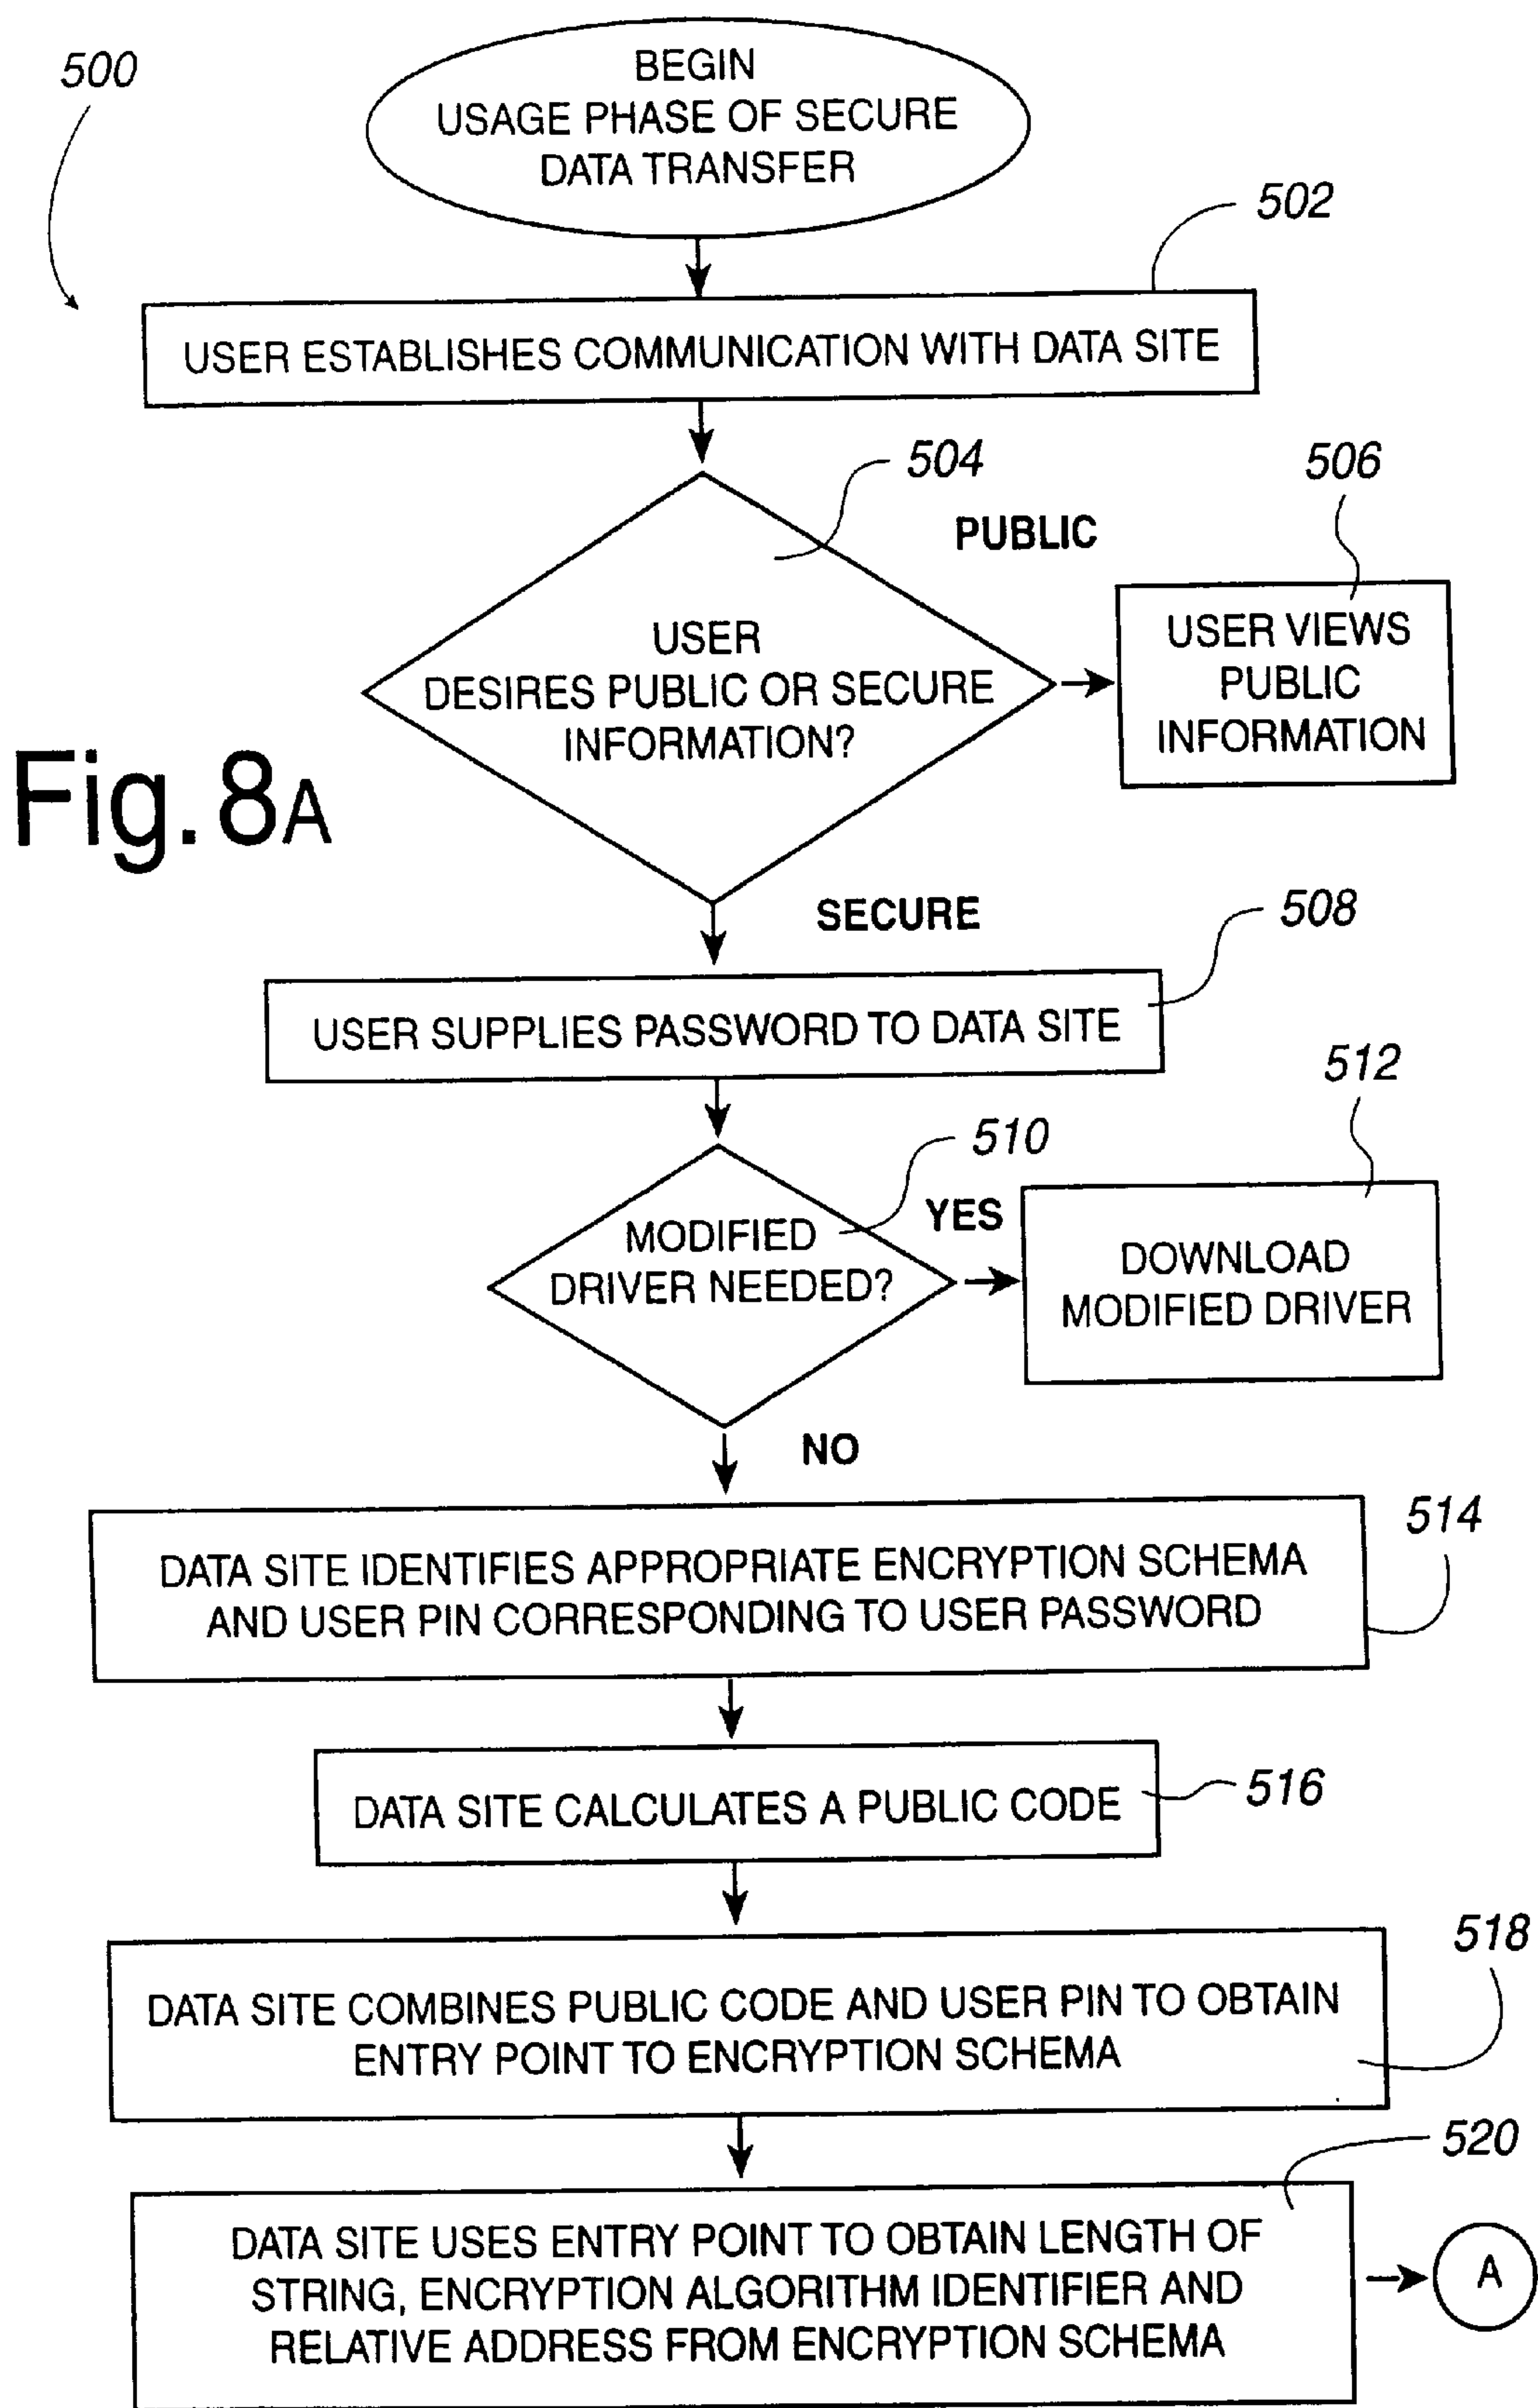 500
BEGIN
USAGE PHASE OF SECURE
DATA TRANSFER
502
USER ESTABLISHES COMMUNICATION WITH DATA SITE
504
506
PUBLIC
USER
DESIRES PUBLIC OR SECURE
INFORMATION?
USER VIEWS
PUBLIC
INFORMATION
Fig. 8A
SECURE
508
USER SUPPLIES PASSWORD TO DATA SITE
512
510
YES
MODIFIED
DRIVER NEEDED?
DOWNLOAD
MODIFIED DRIVER
NO
514
DATA SITE IDENTIFIES APPROPRIATE ENCRYPTION SCHEMA
AND USER PIN CORRESPONDING TO USER PASSWORD
516
DATA SITE CALCULATES A PUBLIC CODE
518
DATA SITE COMBINES PUBLIC CODE AND USER PIN TO OBTAIN
ENTRY POINT TO ENCRYPTION SCHEMA
520
DATA SITE USES ENTRY POINT TO OBTAIN LENGTH OF
STRING, ENCRYPTION ALGORITHM IDENTIFIER AND
RELATIVE ADDRESS FROM ENCRYPTION SCHEMA
A